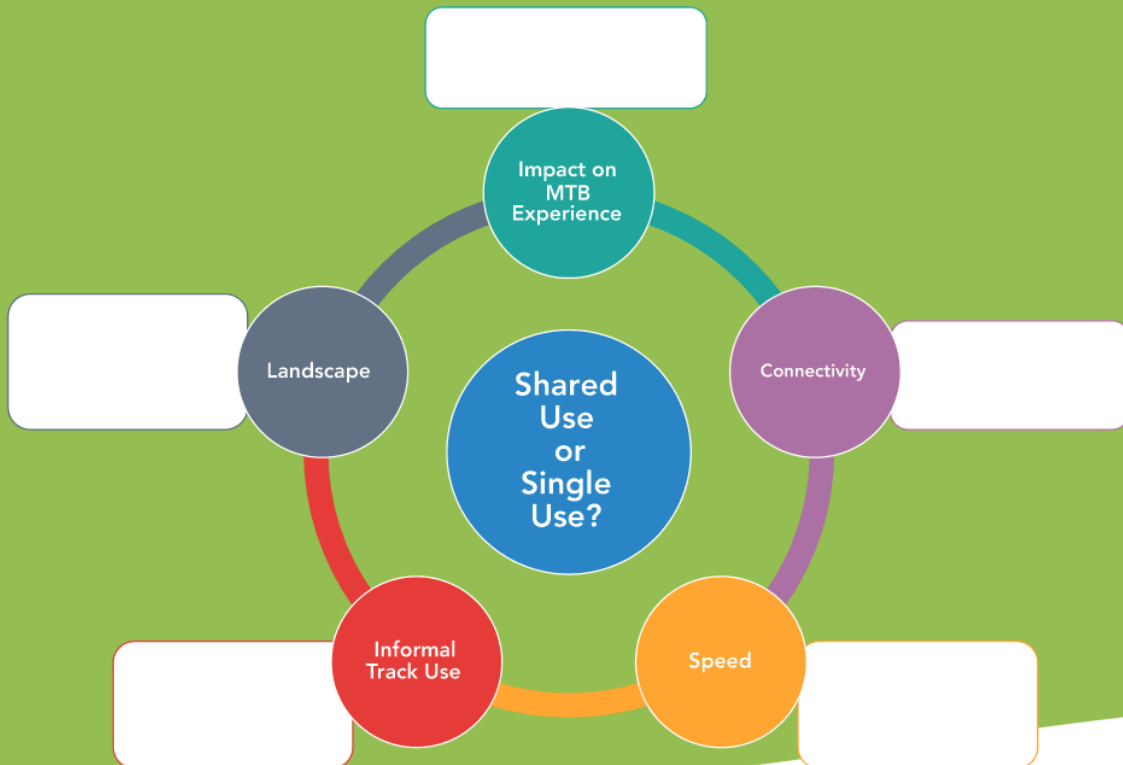 Impact on
MTB
Experience
Landscape
Connectivity
Shared
Use
or
Single
Use?
Informal
Track Use
Speed